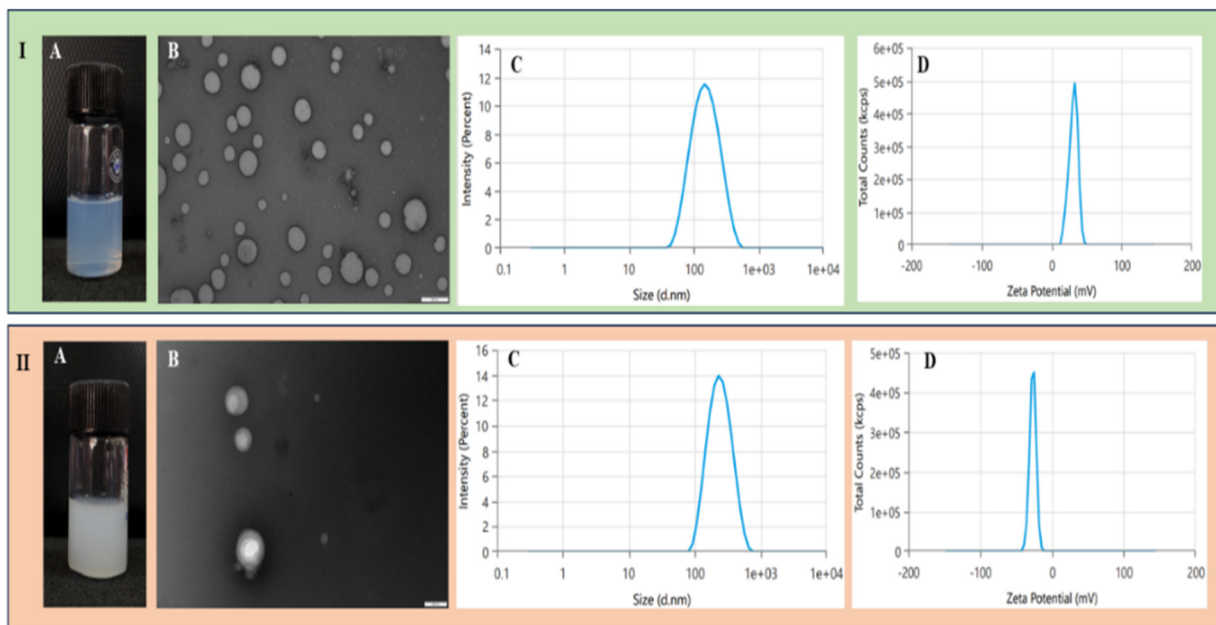 I
A
B
C
14
12
10
8
6
4
2
0
0.1
1
10
100
1e+03
1e+04
Intensity (Percent)
Size (d.nm)
D
6e+05
5e+05
4e+05
3e+05
2e+05
1e+05
0
-200
-100
0
100
200
Total Counts (kcps)
Zeta Potential (mV)
II
A
B
C
16
14
12
10
8
6
4
2
0
0.1
1
10
100
1e+03
1e+04
Intensity (Percent)
Size (d.nm)
D
5e+05
4e+05
3e+05
2e+05
1e+05
0
-200
-100
0
100
200
Total Counts (kcps)
Zeta Potential (mV)